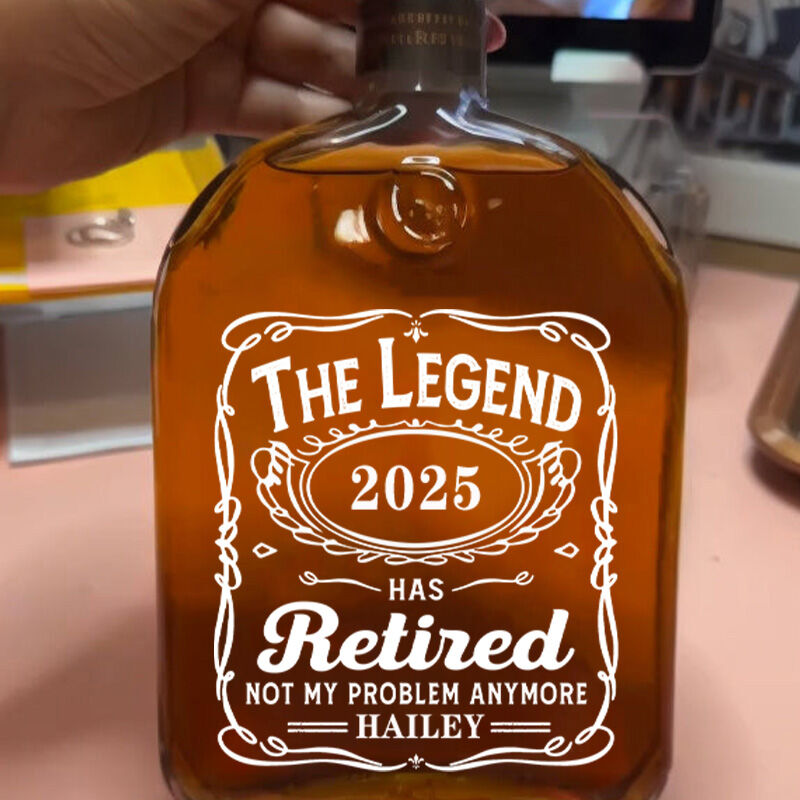 THE LEGEND
2025
HAS
Retired
NOT MY PROBLEM ANYMORE
HAILEY